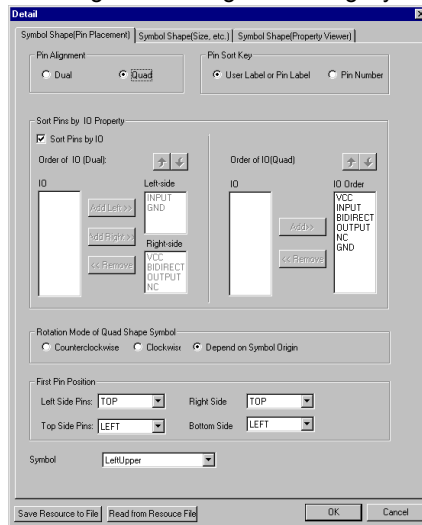 Detail
Symbol Shape(Pin Placement) Symbol Shape(Size, etc.) Symbol Shape(Property Viewer)
Pin Alignment
Dual Quad
Pin Sort Key
User Label or Pin Label Pin Number
Sort Pins by IO Property
Sort Pins by IO
Order of IO (Dual):
IO
Left-side
INPUT
GND
Add Left>>
Add Right>>
<< Remove
Right-side
VCC
BIDIRECT
OUTPUT
NC
Order of IO(Quad)
IO
IO Order
VCC
INPUT
BIDIRECT
OUTPUT
NC
GND
Add>>
<< Remove
Rotation Mode of Quad Shape Symbol
Counterclockwise Clockwise Depend on Symbol Origin
First Pin Position
Left Side Pins: TOP Right Side TOP
Top Side Pins: LEFT Bottom Side LEFT
Symbol LeftUpper
Save Resource to File Read from Resouce File OK Cancel